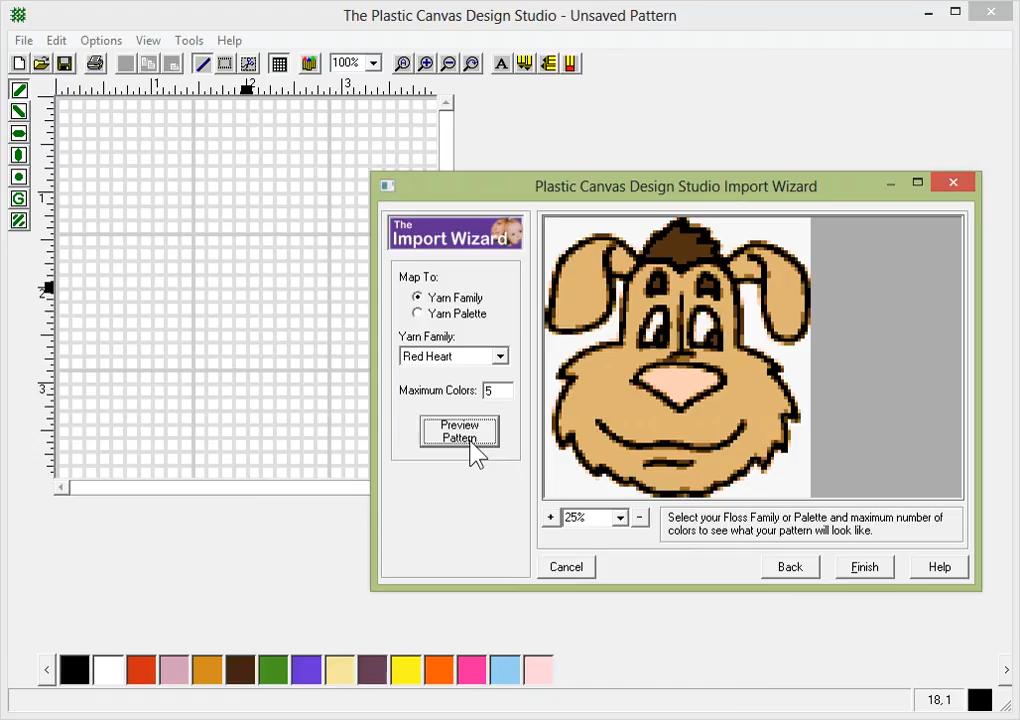 The Plastic Canvas Design Studio - Unsaved Pattern
File Edit Options View Tools Help
100%
A
1 2 3
1
2
3
G
Plastic Canvas Design Studio Import Wizard
The
Import Wizard
Map To:
Yarn Family
Yarn Palette
Yarn Family:
Red Heart
Maximum Colors: 5
Preview
Pattern
+ 25% -
Select your Floss Family or Palette and maximum number of
colors to see what your pattern will look like.
Cancel Back Finish Help
18,1